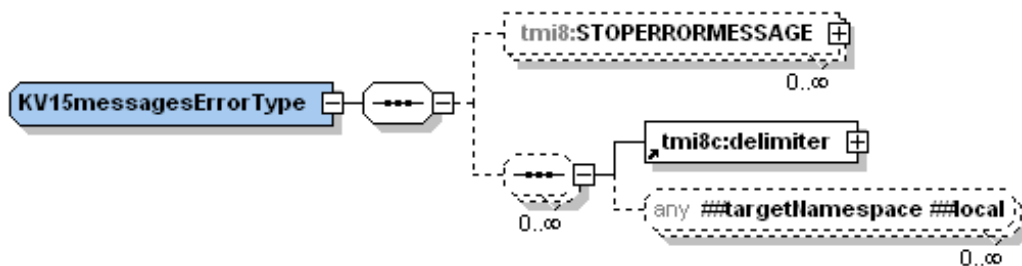 tmi8:STOPERRORMESSAGE
0..∞
KV15messagesErrorType
tmi8c:delimiter
0..∞
any ##targetNamespace ##local
0..∞